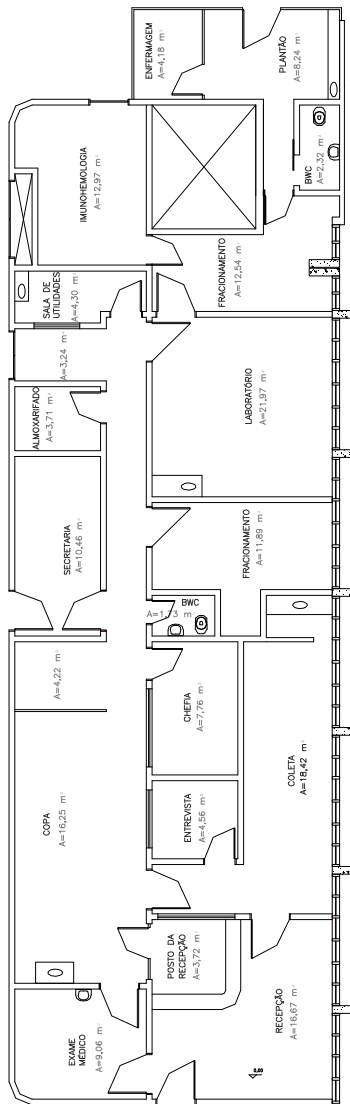 ENFERMAGEM
A=4,18 m²
PLANTÃO
A=8,24 m²
IMUNOHEMOLOGIA
A=12,97 m²
BWC
A=2,32 m²
FRACIONAMENTO
A=12,54 m²
SALA DE
UTILIDADES
A=4,30 m²
A=3,24 m²
ALMOXARIFADO
A=3,71 m²
LABORATÓRIO
A=21,97 m²
SECRETARIA
A=10,46 m²
FRACIONAMENTO
A=11,89 m²
BWC
A=1,73 m²
A=4,22 m²
CHEFIA
A=7,76 m²
COLETA
A=18,42 m²
COPA
A=16,25 m²
ENTREVISTA
A=4,56 m²
POSTO DA
RECEPÇÃO
A=3,72 m²
EXAME
MÉDICO
A=9,06 m²
RECEPÇÃO
A=16,67 m²